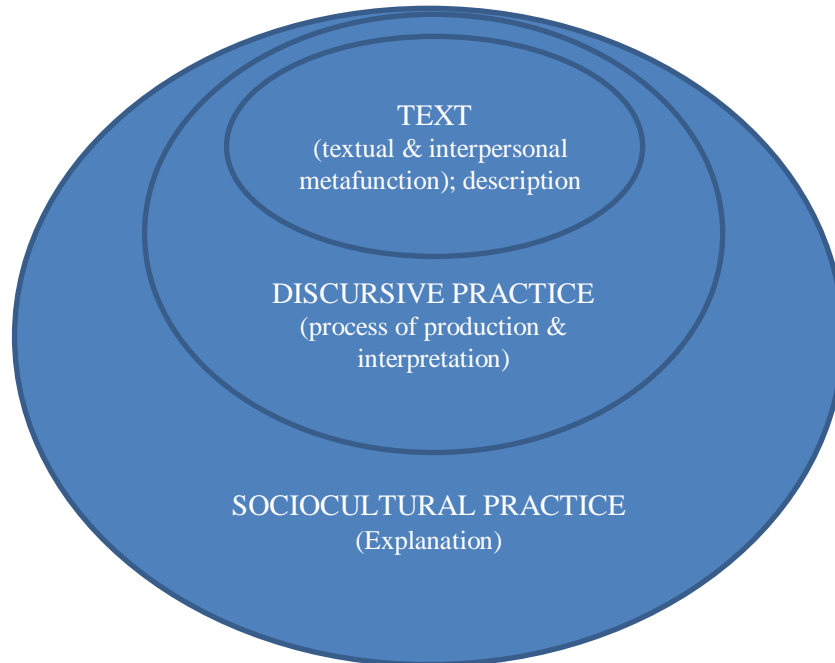 TEXT
(textual & interpersonal
metafunction); description
DISCURSIVE PRACTICE
(process of production &
interpretation)
SOCIOCULTURAL PRACTICE
(Explanation)